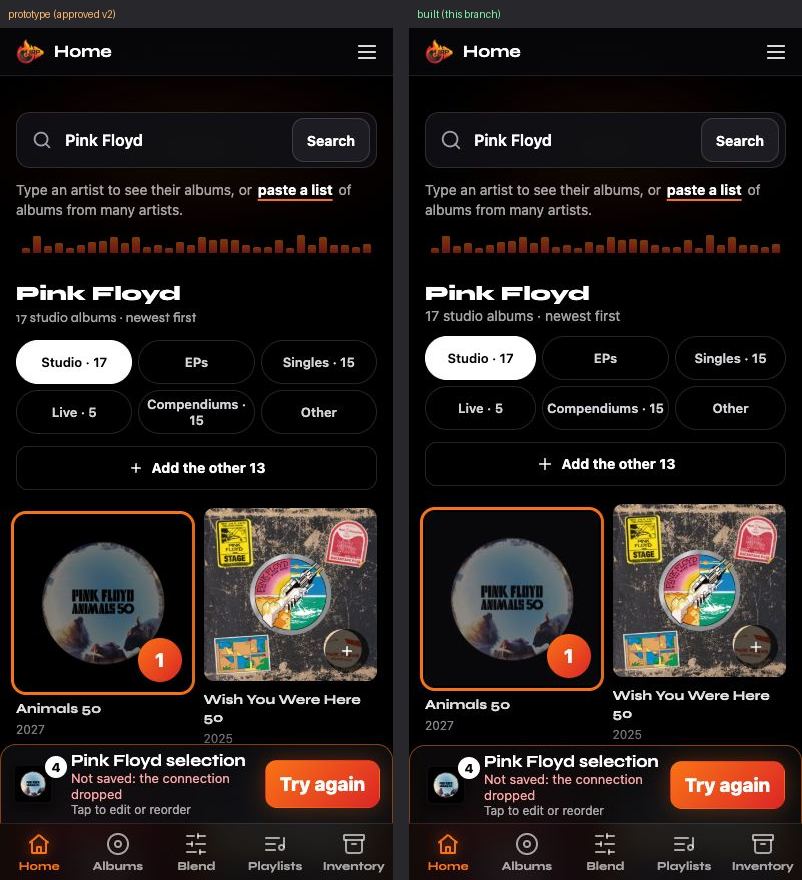 prototype (approved v2)
Home
Pink Floyd
Search
Type an artist to see their albums, or paste a list of
albums from many artists.
Pink Floyd
17 studio albums · newest first
Studio · 17
EPs
Singles · 15
Live · 5
Compendiums ·
15
Other
+ Add the other 13
PINK FLOYD
ANIMALS 50
1
STAGE
+
Animals 50
2027
Wish You Were Here
50
2025
4
Pink Floyd selection
Not saved: the connection
dropped
Tap to edit or reorder
Try again
Home
Albums
Blend
Playlists
Inventory
built (this branch)
Home
Pink Floyd
Search
Type an artist to see their albums, or paste a list of
albums from many artists.
Pink Floyd
17 studio albums · newest first
Studio · 17
EPs
Singles · 15
Live · 5
Compendiums · 15
Other
+ Add the other 13
PINK FLOYD
ANIMALS 50
1
STAGE
+
Animals 50
2027
Wish You Were Here
50
2025
4
Pink Floyd selection
Not saved: the connection
dropped
Tap to edit or reorder
Try again
Home
Albums
Blend
Playlists
Inventory